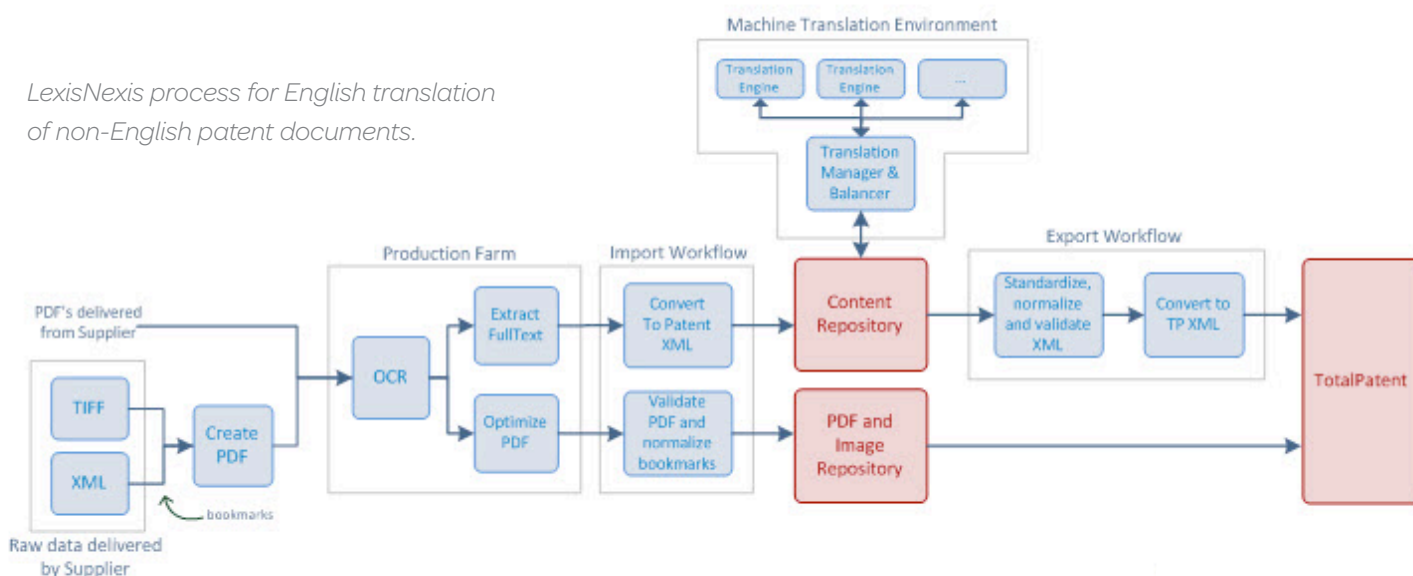 Machine Translation Environment
LexisNexis process for English translation
of non-English patent documents.
Translation
Engine
Translation
Engine
...
Translation
Manager &
Balancer
Production Farm
Import Workflow
Export Workflow
PDF's delivered
from Supplier
TIFF
XML
Create
PDF
bookmarks
Raw data delivered
by Supplier
OCR
Extract
FullText
Optimize
PDF
Convert
To Patent
XML
Validate
PDF and
normalize
bookmarks
Content
Repository
PDF and
Image
Repository
Standardize,
normalize
and validate
XML
Convert to
TP XML
TotalPatent